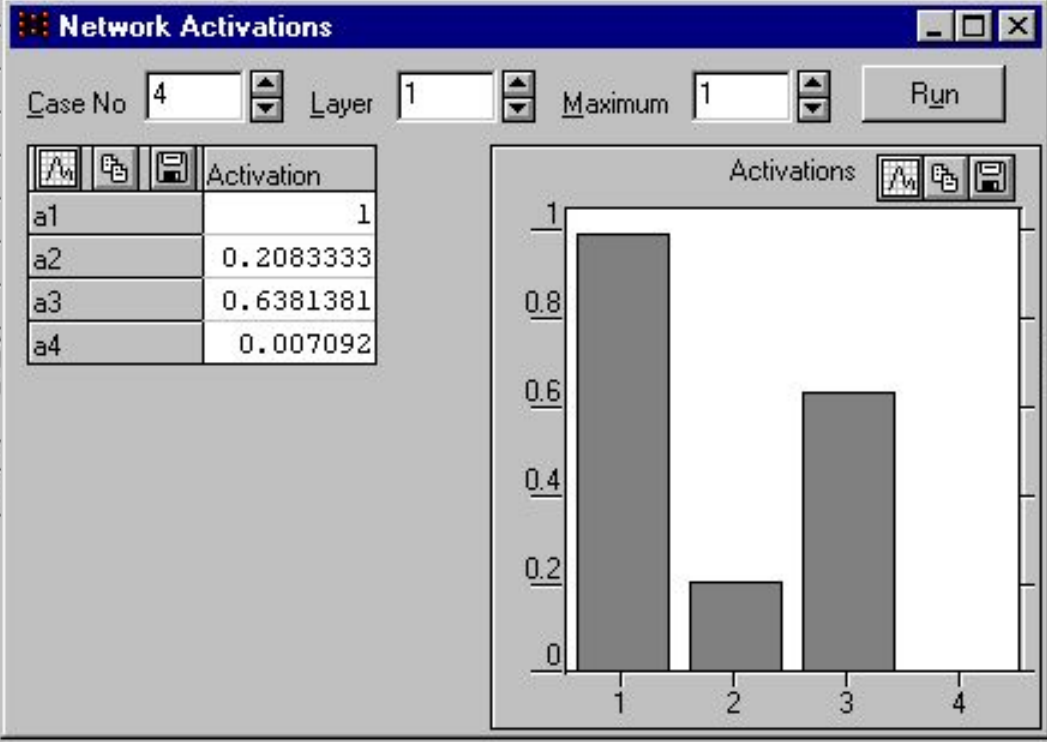 Network Activations
Case No 4 Layer 1 Maximum 1 Run
Activation
a1 1
a2 0.2083333
a3 0.6381381
a4 0.007092
Activations
1
0.8
0.6
0.4
0.2
0
1 2 3 4